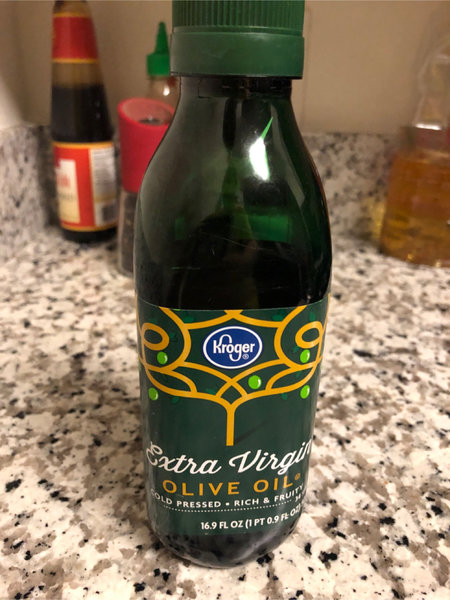 Kroger
Extra Virgin
OLIVE OIL
COLD PRESSED • RICH & FRUITY
16.9 FL OZ (1 PT 0.9 FL OZ)